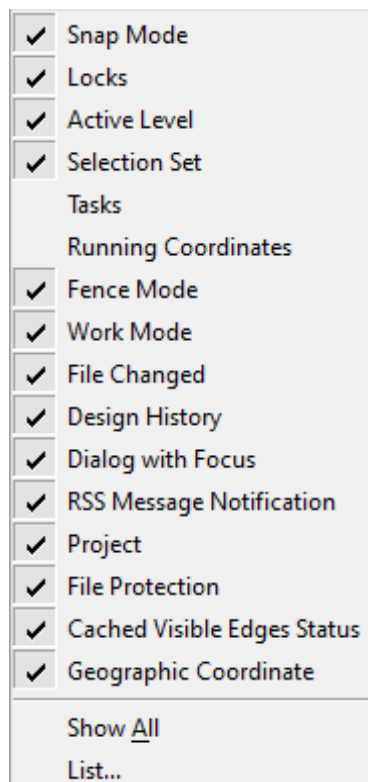 Snap Mode
Locks
Active Level
Selection Set
Tasks
Running Coordinates
Fence Mode
Work Mode
File Changed
Design History
Dialog with Focus
RSS Message Notification
Project
File Protection
Cached Visible Edges Status
Geographic Coordinate
Show All
List...